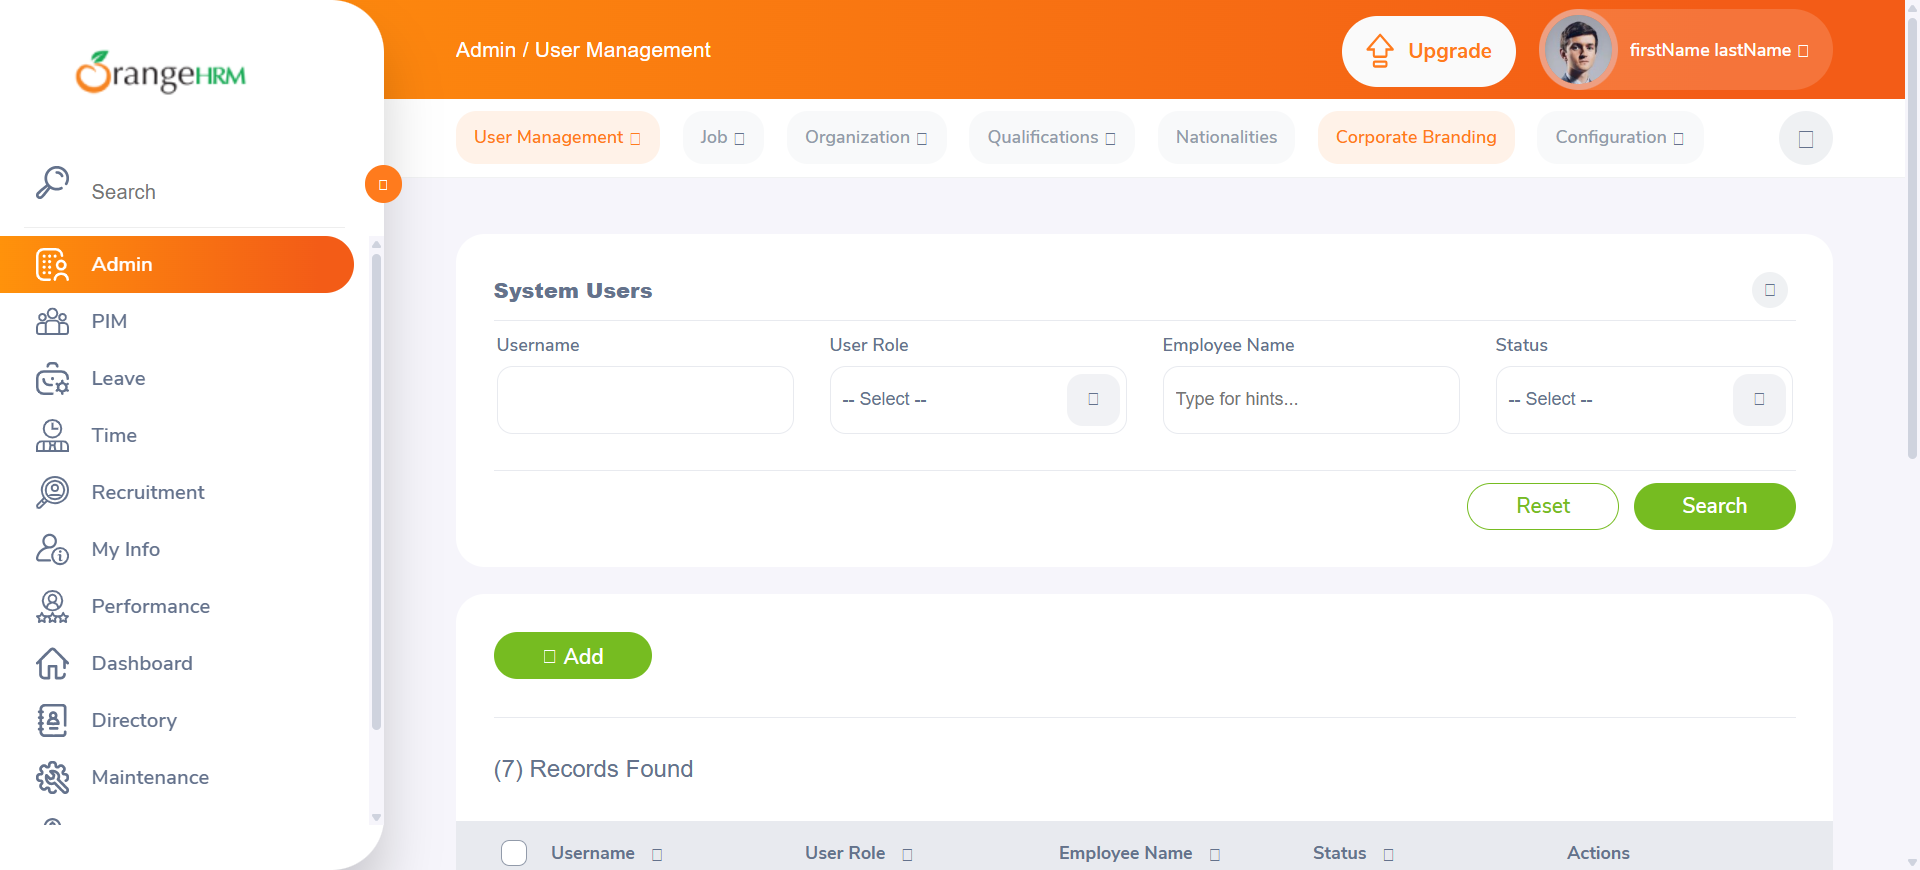 OrangeHRM
Admin / User Management
Upgrade
firstName lastName
User Management
Job
Organization
Qualifications
Nationalities
Corporate Branding
Configuration
Search
Admin
PIM
Leave
Time
Recruitment
My Info
Performance
Dashboard
Directory
Maintenance
System Users
Username
User Role
Employee Name
Status
-- Select --
Type for hints...
-- Select --
Reset
Search
Add
(7) Records Found
Username
User Role
Employee Name
Status
Actions